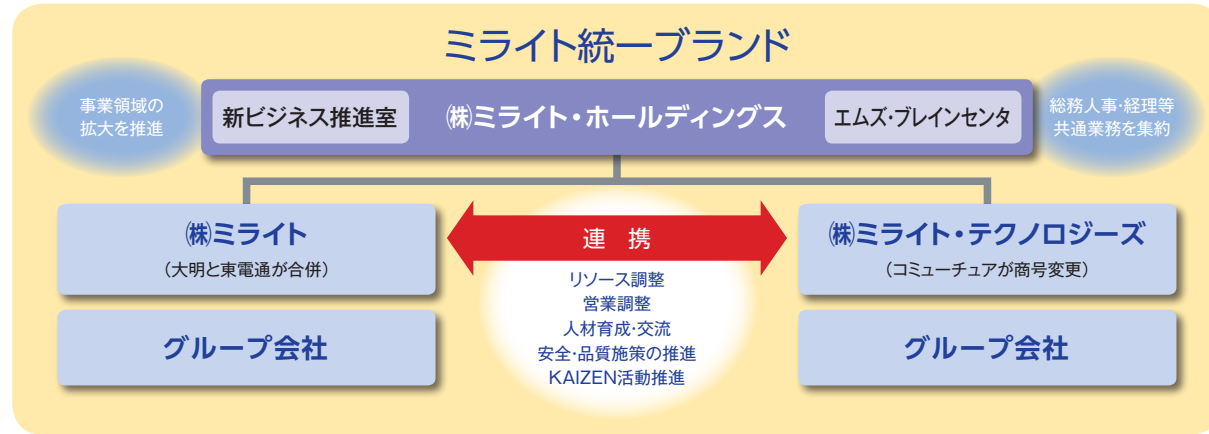 ミライト統一ブランド
事業領域の
拡大を推進
新ビジネス推進室
㈱ミライト・ホールディングス
エムズ・ブレインセンタ
総務人事・経理等
共通業務を集約
㈱ミライト
(大明と東電通が合併)
連 携
㈱ミライト・テクノロジーズ
(コミューチュアが商号変更)
リソース調整
営業調整
人材育成・交流
安全・品質施策の推進
KAIZEN活動推進
グループ会社
グループ会社